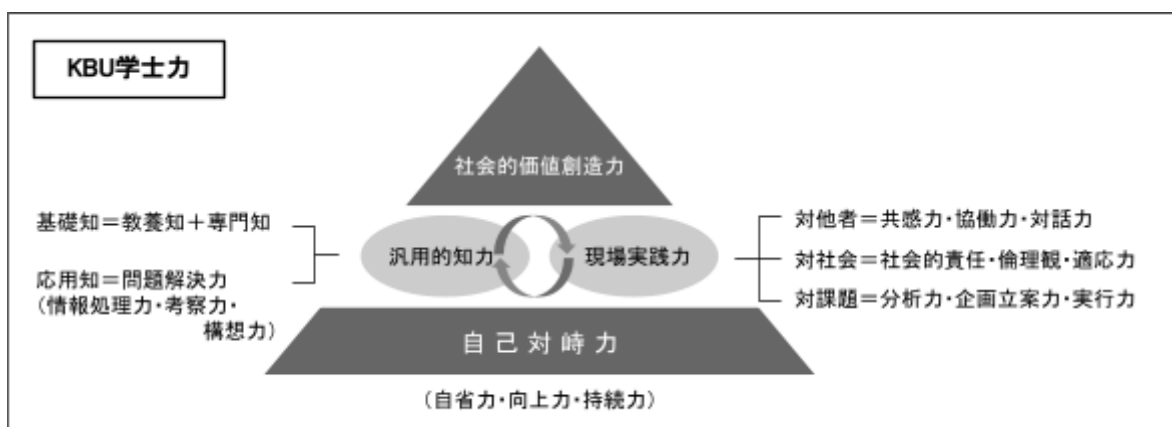 KBU学士力
社会的価値創造力
基礎知＝教養知＋専門知
応用知＝問題解決力
(情報処理力・考察力・
構想力)
汎用的知力
現場実践力
対他者＝共感力・協働力・対話力
対社会＝社会的責任・倫理観・適応力
対課題＝分析力・企画立案力・実行力
自己対峙力
(自省力・向上力・持続力)